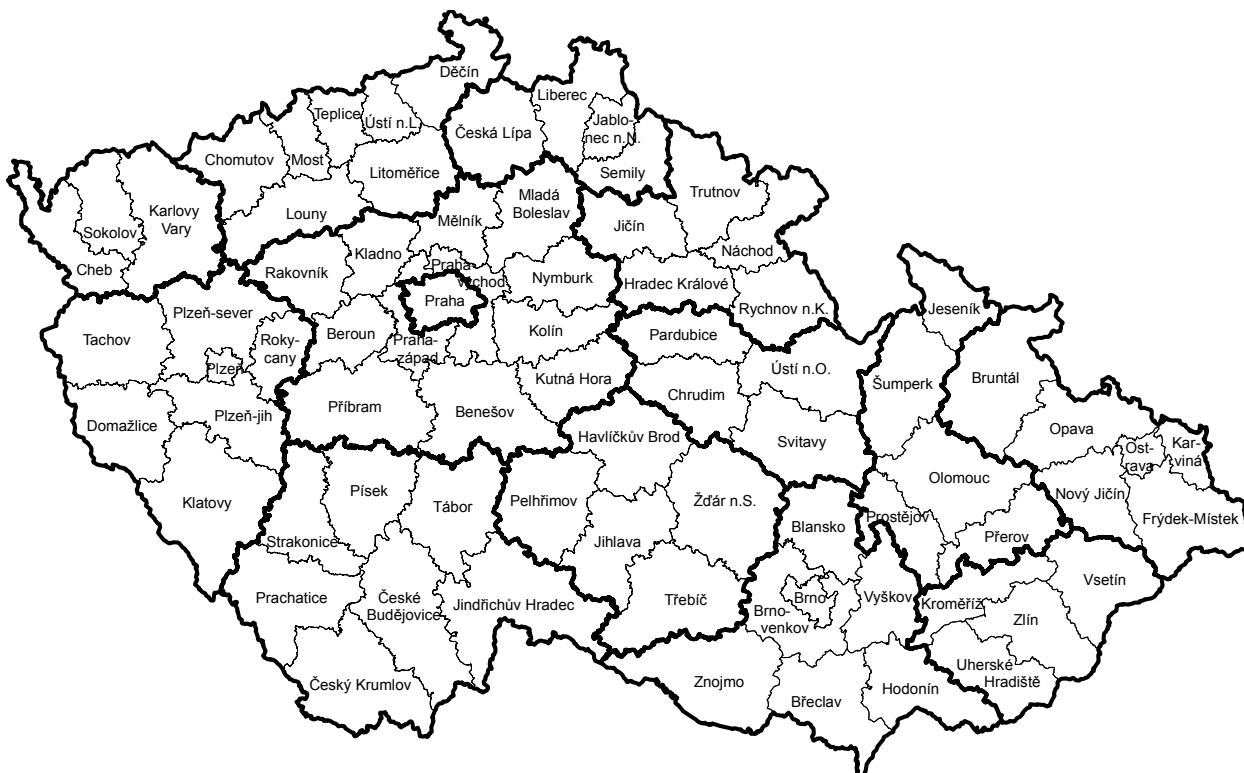 Děčín
Liberec
Teplice
Ústí n.L.
Jablo-
nec n.N.
Česká Lípa
Chomutov
Most
Litoměřice
Semily
Trutnov
Mladá
Boleslav
Karlovy
Vary
Louny
Mělník
Jičín
Sokolov
Kladno
Náchod
Cheb
Rakovník
Praha-
východ
Nymburk
Hradec Králové
Praha
Rychnov n.K.
Jeseník
Plzeň-sever
Tachov
Roky-
cany
Beroun
Praha-
západ
Kolín
Pardubice
Plzeň
Kutná Hora
Chrudim
Ústí n.O.
Šumperk
Bruntál
Domažlice
Plzeň-jih
Příbram
Benešov
Havlíčkův Brod
Svitavy
Opava
Ost-
rava
Kar-
viná
Klatovy
Písek
Tábor
Pelhřimov
Žďár n.S.
Olomouc
Nový Jičín
Frýdek-Místek
Strakonice
Jihlava
Blansko
Prostějov
Přerov
Prachatice
České
Budějovice
Jindřichův Hradec
Třebíč
Brno
Brno-
venkov
Vyškov
Kroměříž
Vsetín
Zlín
Český Krumlov
Znojmo
Břeclav
Hodonín
Uherské
Hradiště